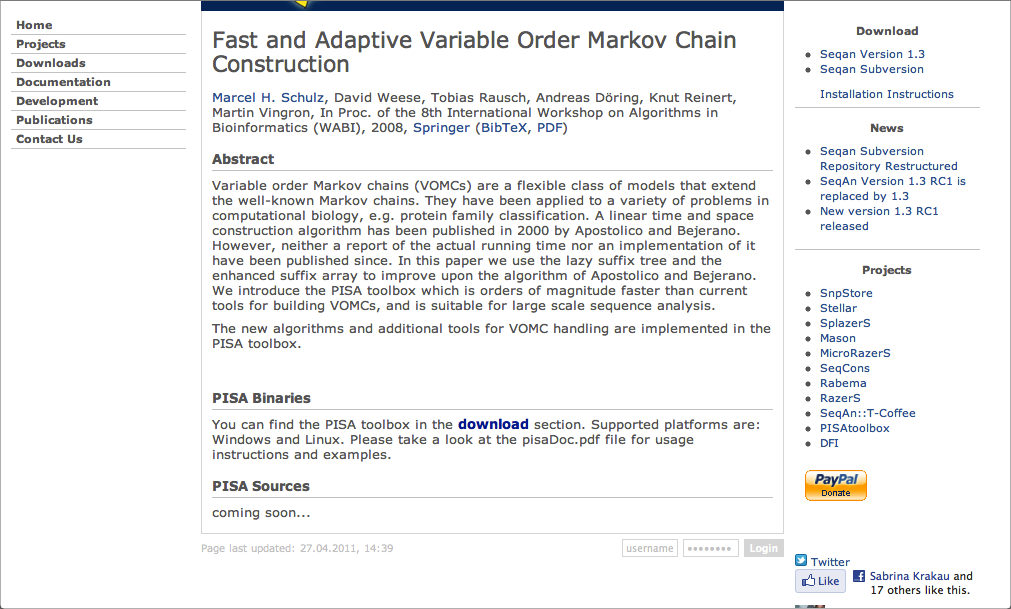 Home
Projects
Downloads
Documentation
Development
Publications
Contact Us
Fast and Adaptive Variable Order Markov Chain
Construction
Marcel H. Schulz, David Weese, Tobias Rausch, Andreas Döring, Knut Reinert,
Martin Vingron, In Proc. of the 8th International Workshop on Algorithms in
Bioinformatics (WABI), 2008, Springer (BibTeX, PDF)
Abstract
Variable order Markov chains (VOMCs) are a flexible class of models that extend
the well-known Markov chains. They have been applied to a variety of problems in
computational biology, e.g. protein family classification. A linear time and space
construction algorithm has been published in 2000 by Apostolico and Bejerano.
However, neither a report of the actual running time nor an implementation of it
have been published since. In this paper we use the lazy suffix tree and the
enhanced suffix array to improve upon the algorithm of Apostolico and Bejerano.
We introduce the PISA toolbox which is orders of magnitude faster than current
tools for building VOMCs, and is suitable for large scale sequence analysis.
The new algorithms and additional tools for VOMC handling are implemented in the
PISA toolbox.
PISA Binaries
You can find the PISA toolbox in the download section. Supported platforms are:
Windows and Linux. Please take a look at the pisaDoc.pdf file for usage
instructions and examples.
PISA Sources
coming soon...
Page last updated: 27.04.2011, 14:39
username
••••••••
Login
Download
Seqan Version 1.3
Seqan Subversion
Installation Instructions
News
Seqan Subversion
Repository Restructured
SeqAn Version 1.3 RC1 is
replaced by 1.3
New version 1.3 RC1
released
Projects
SnpStore
Stellar
SplazerS
Mason
MicroRazerS
SeqCons
Rabema
RazerS
SeqAn::T-Coffee
PISAtoolbox
DFI
PayPal
Donate
Twitter
Like
Sabrina Krakau and
17 others like this.